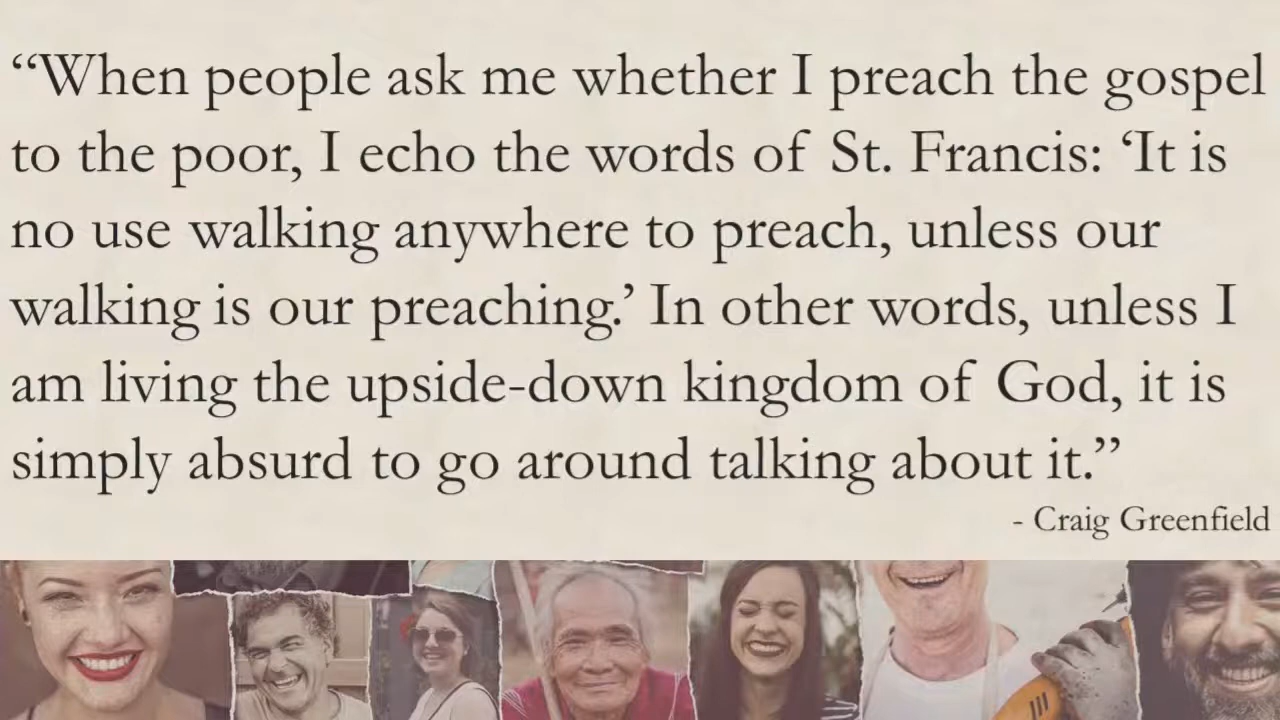 “When people ask me whether I preach the gospel
to the poor, I echo the words of St. Francis: ‘It is
no use walking anywhere to preach, unless our
walking is our preaching.’ In other words, unless I
am living the upside-down kingdom of God, it is
simply absurd to go around talking about it.”
- Craig Greenfield